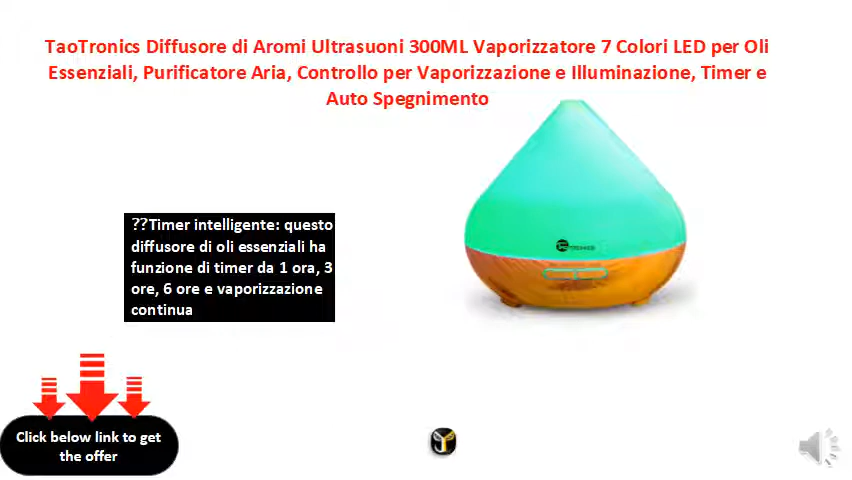 TaoTronics Diffusore di Aromi Ultrasuoni 300ML Vaporizzatore 7 Colori LED per Oli
Essenziali, Purificatore Aria, Controllo per Vaporizzazione e Illuminazione, Timer e
Auto Spegnimento
??Timer intelligente: questo
diffusore di oli essenziali ha
funzione di timer da 1 ora, 3
ore, 6 ore e vaporizzazione
continua
Click below link to get
the offer